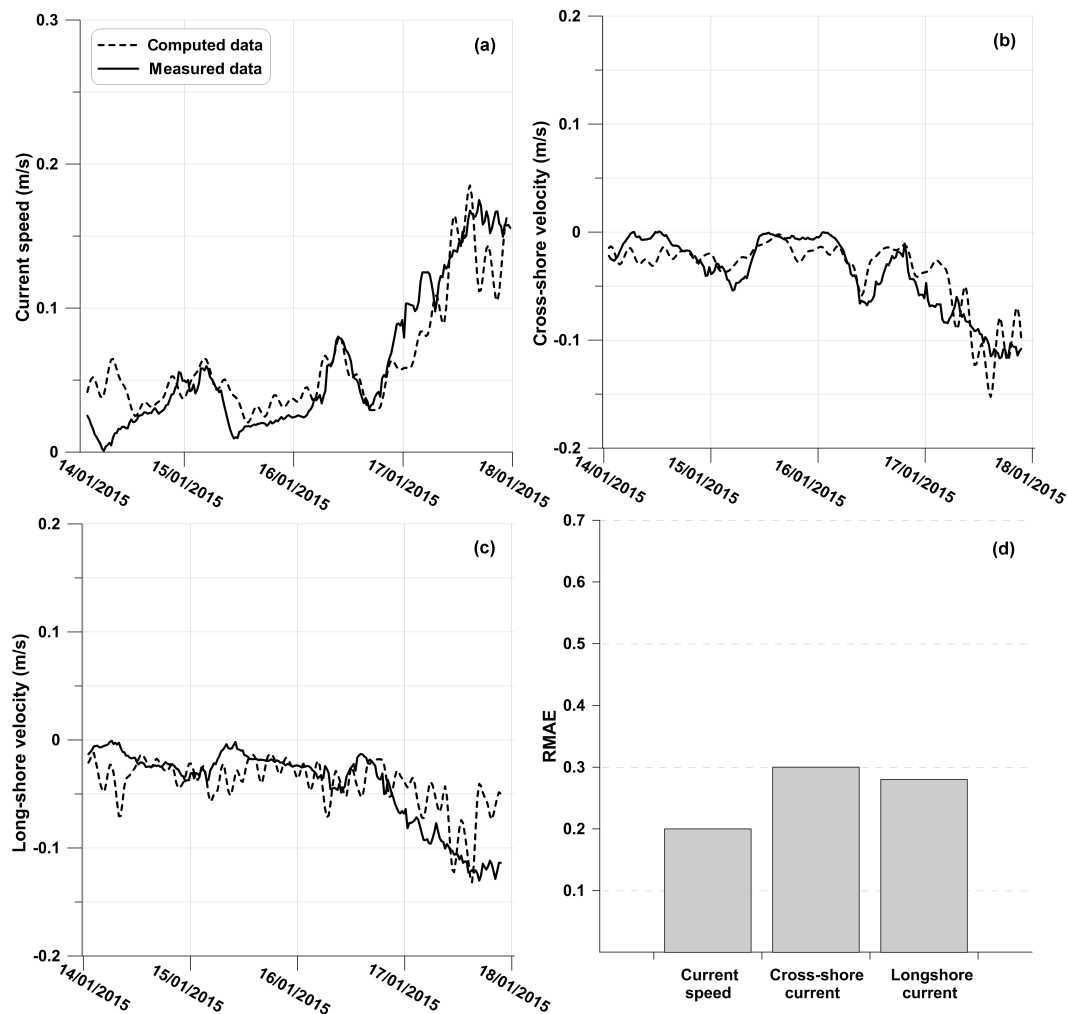 0.3
0.2
0.1
0
Current speed (m/s)
Computed data
Measured data
(a)
14/01/2015
15/01/2015
16/01/2015
17/01/2015
18/01/2015
0.2
0.1
0
-0.1
-0.2
Cross-shore velocity (m/s)
(b)
14/01/2015
15/01/2015
16/01/2015
17/01/2015
18/01/2015
0.2
0.1
0
-0.1
-0.2
Long-shore velocity (m/s)
(c)
14/01/2015
15/01/2015
16/01/2015
17/01/2015
18/01/2015
0.7
0.6
0.5
0.4
0.3
0.2
0.1
RMAE
(d)
Current
speed
Cross-shore
current
Longshore
current